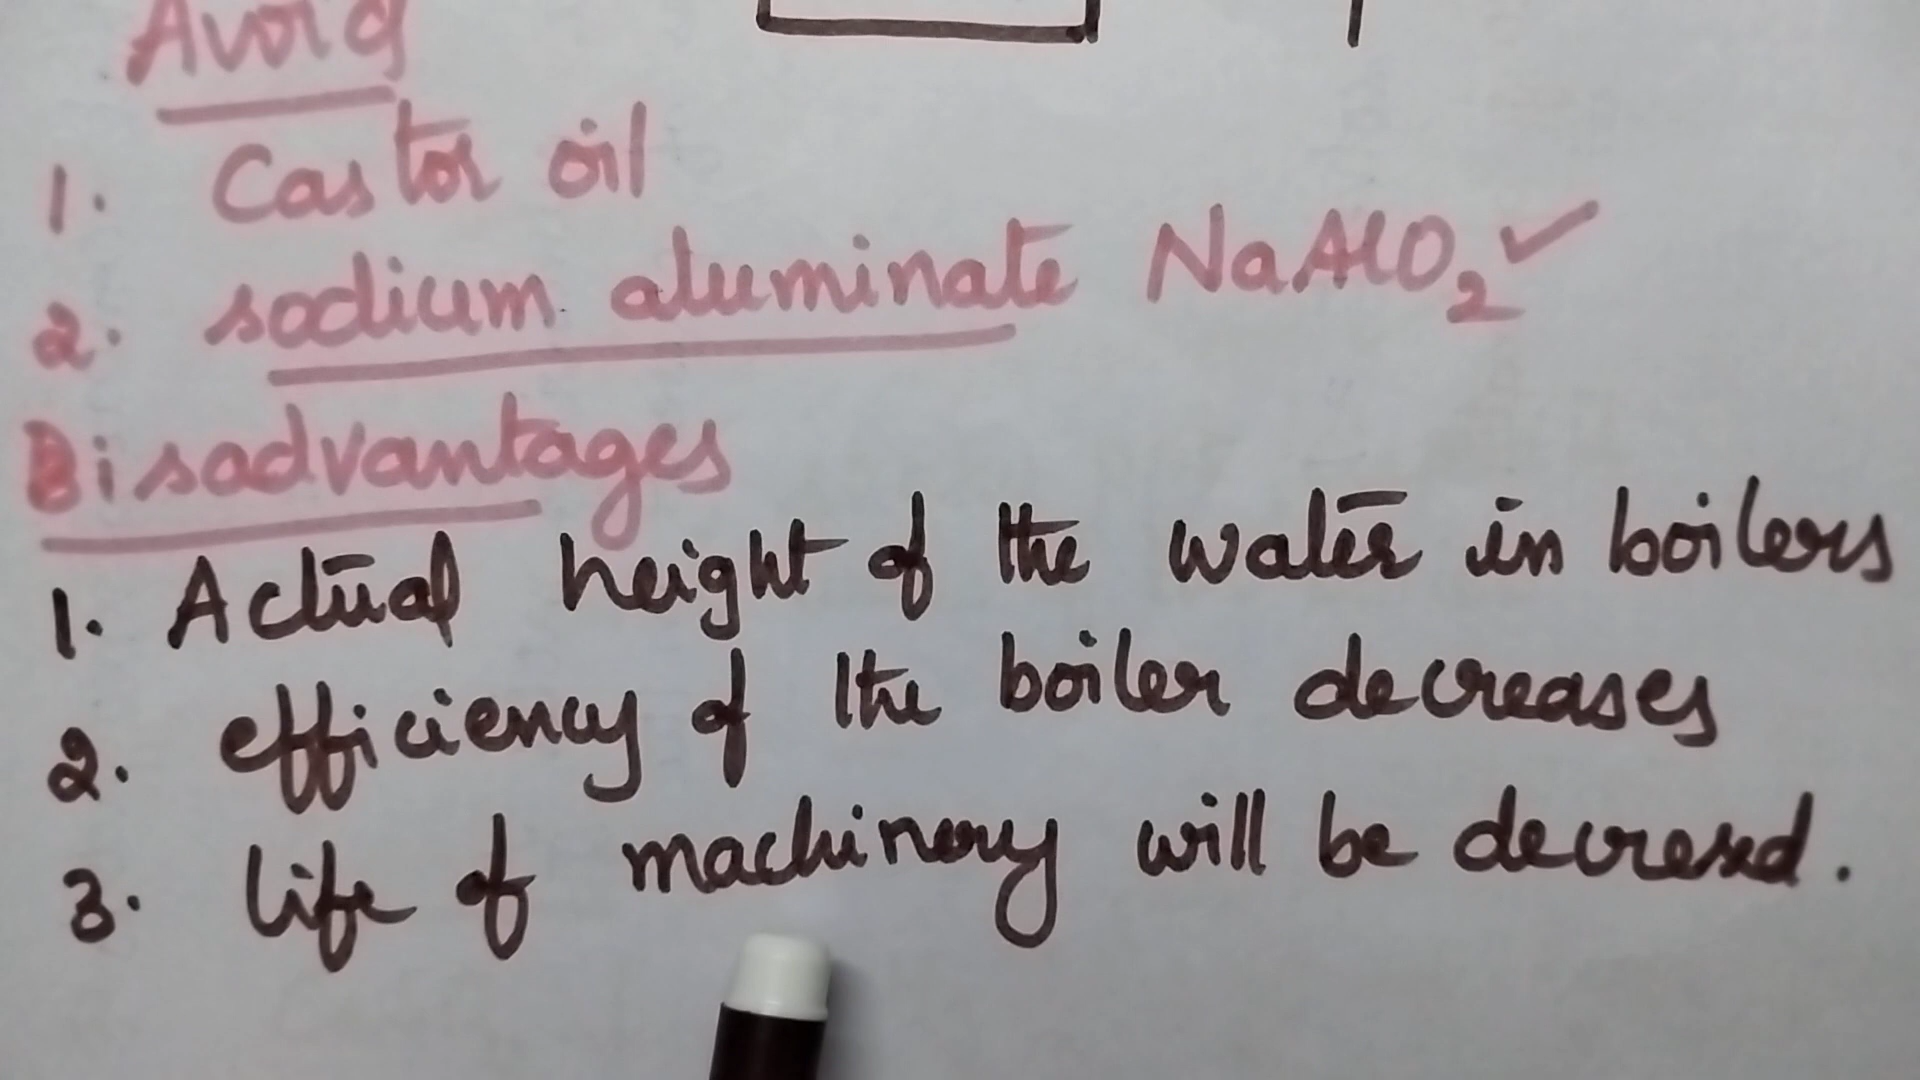 Avoid
1. Castor oil
2. sodium aluminate NaAlO₂ ✓
Disadvantages
1. Actual height of the water in boilers
2. efficiency of the boiler decreases
3. life of machinery will be decresed.